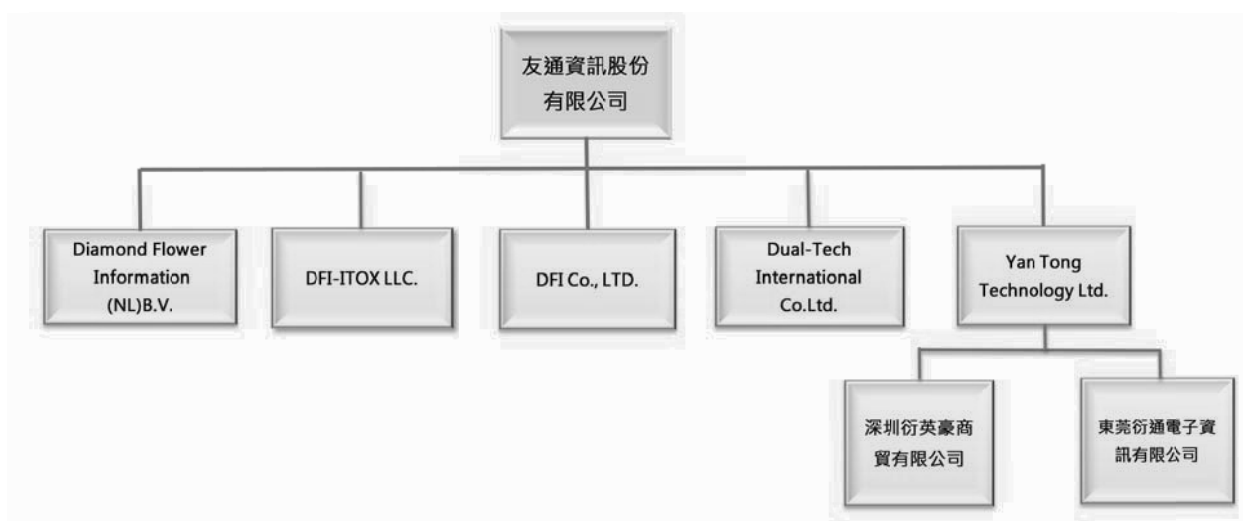 友通資訊股份
有限公司
Diamond Flower
Information
(NL)B.V.
DFI-ITOX LLC.
DFI Co., LTD.
Dual-Tech
International
Co.Ltd.
Yan Tong
Technology Ltd.
深圳衍英豪商
貿有限公司
東莞衍通電子資
訊有限公司